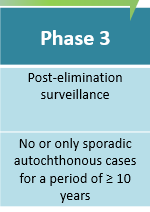 Phase 3
Post-elimination
surveillance
No or only sporadic
autochthonous cases
for a period of ≥ 10
years